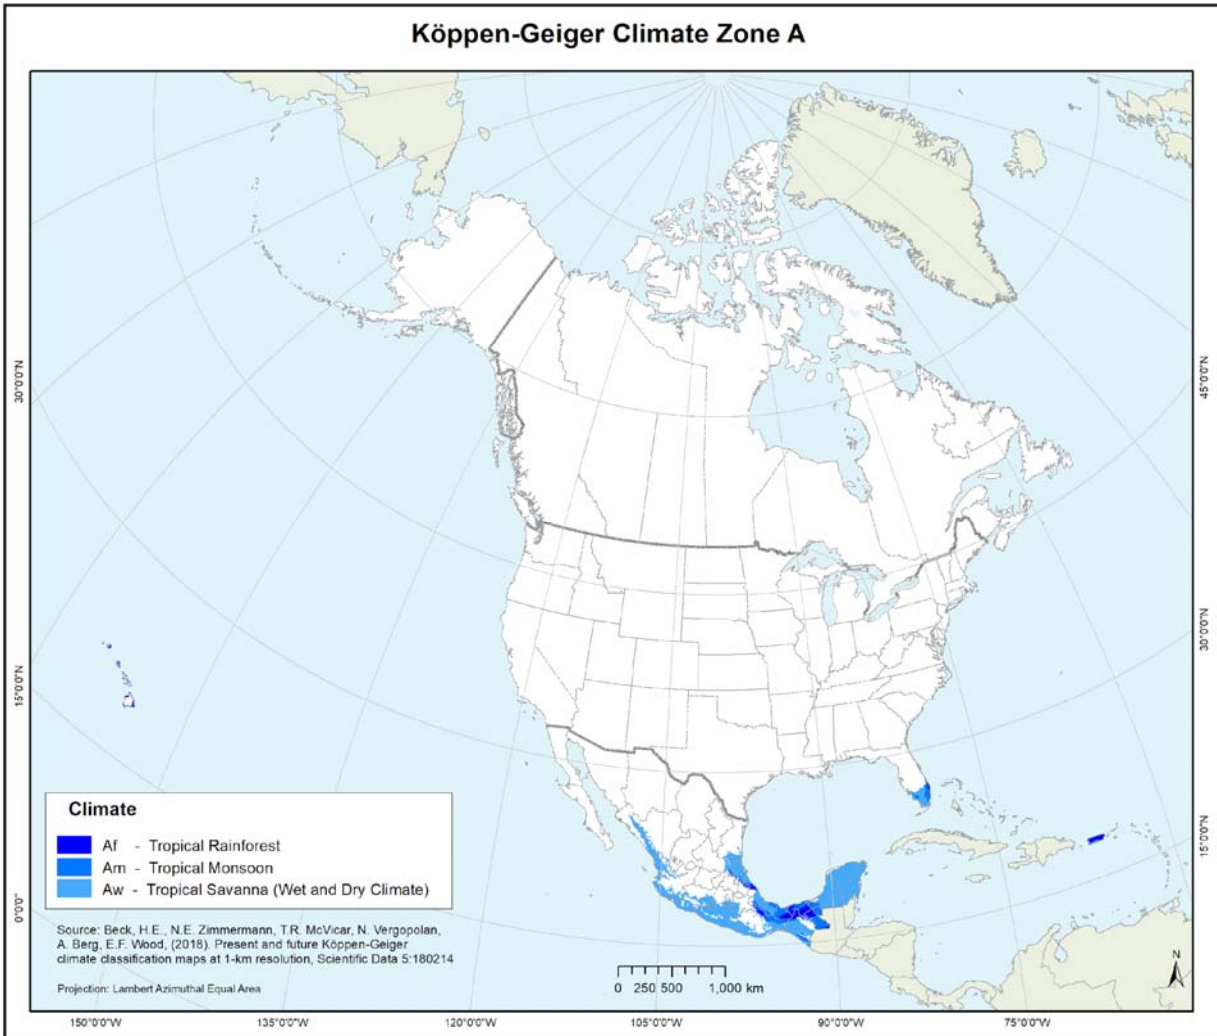 Köppen-Geiger Climate Zone A
30°0'0"N
45°0'0"N
30°0'0"N
15°0'0"N
15°0'0"N
0°0'0"
Climate
Af - Tropical Rainforest
Am - Tropical Monsoon
Aw - Tropical Savanna (Wet and Dry Climate)
Source: Beck, H.E., N.E. Zimmermann, T.R. McVicar, N. Vergopolan,
A. Berg, E.F. Wood, (2018). Present and future Köppen-Geiger
climate classification maps at 1-km resolution, Scientific Data 5:180214
Projection: Lambert Azimuthal Equal Area
0 250 500 1,000 km
N
150°0'0"W 135°0'0"W 120°0'0"W 105°0'0"W 90°0'0"W 75°0'0"W